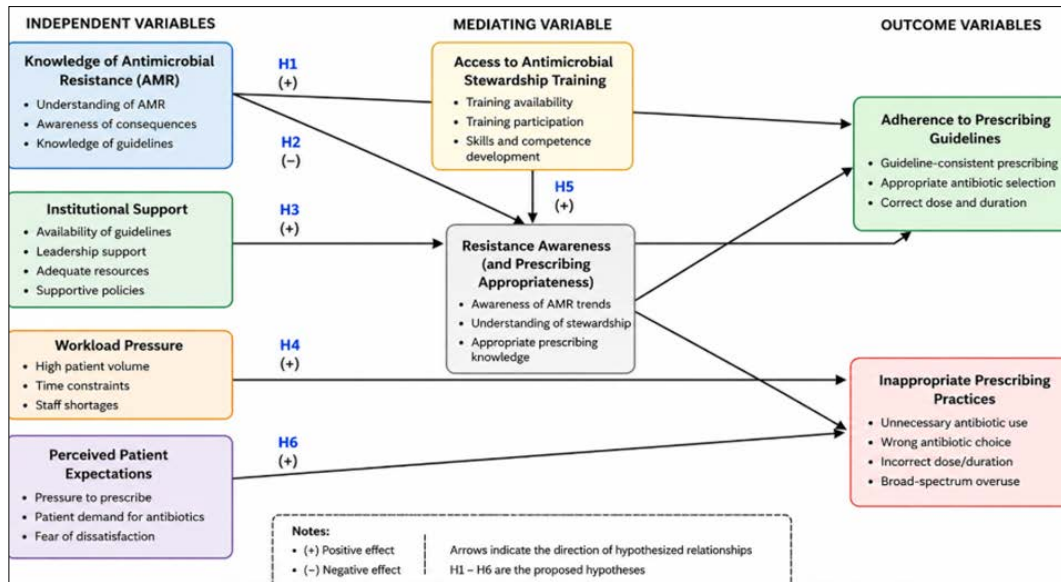 INDEPENDENT VARIABLES
MEDIATING VARIABLE
OUTCOME VARIABLES
Knowledge of Antimicrobial
Resistance (AMR)
• Understanding of AMR
• Awareness of consequences
• Knowledge of guidelines
H1
(+)
H2
(−)
Access to Antimicrobial
Stewardship Training
• Training availability
• Training participation
• Skills and competence
development
H5
(+)
Adherence to Prescribing
Guidelines
• Guideline-consistent prescribing
• Appropriate antibiotic selection
• Correct dose and duration
Institutional Support
• Availability of guidelines
• Leadership support
• Adequate resources
• Supportive policies
H3
(+)
Resistance Awareness
(and Prescribing
Appropriateness)
• Awareness of AMR trends
• Understanding of stewardship
• Appropriate prescribing
knowledge
Workload Pressure
• High patient volume
• Time constraints
• Staff shortages
H4
(+)
Inappropriate Prescribing
Practices
• Unnecessary antibiotic use
• Wrong antibiotic choice
• Incorrect dose/duration
• Broad-spectrum overuse
Perceived Patient
Expectations
• Pressure to prescribe
• Patient demand for antibiotics
• Fear of dissatisfaction
H6
(+)
Notes:
• (+) Positive effect
• (−) Negative effect
Arrows indicate the direction of hypothesized relationships
H1 – H6 are the proposed hypotheses